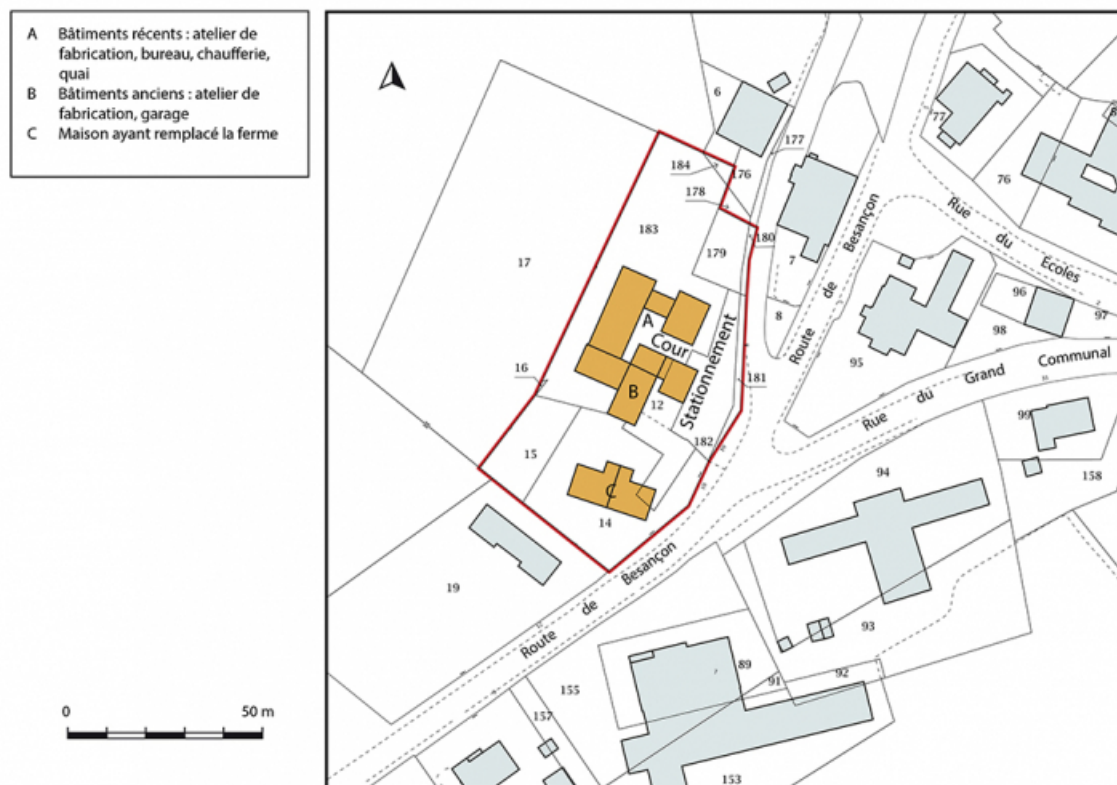 A Bâtiments récents : atelier de
fabrication, bureau, chaufferie,
quai
B Bâtiments anciens : atelier de
fabrication, garage
C Maison ayant remplacé la ferme
0 50 m
6
177
77
184
176
76
178
183
180
179
17
7
8
Route de Besançon
Rue du Ecoles
96
97
98
A
Cour
Stationnement
16
181
95
Rue du Grand Communal
B
12
99
15
182
94
158
C
14
19
Route de Besançon
93
89
92
91
155
157
153